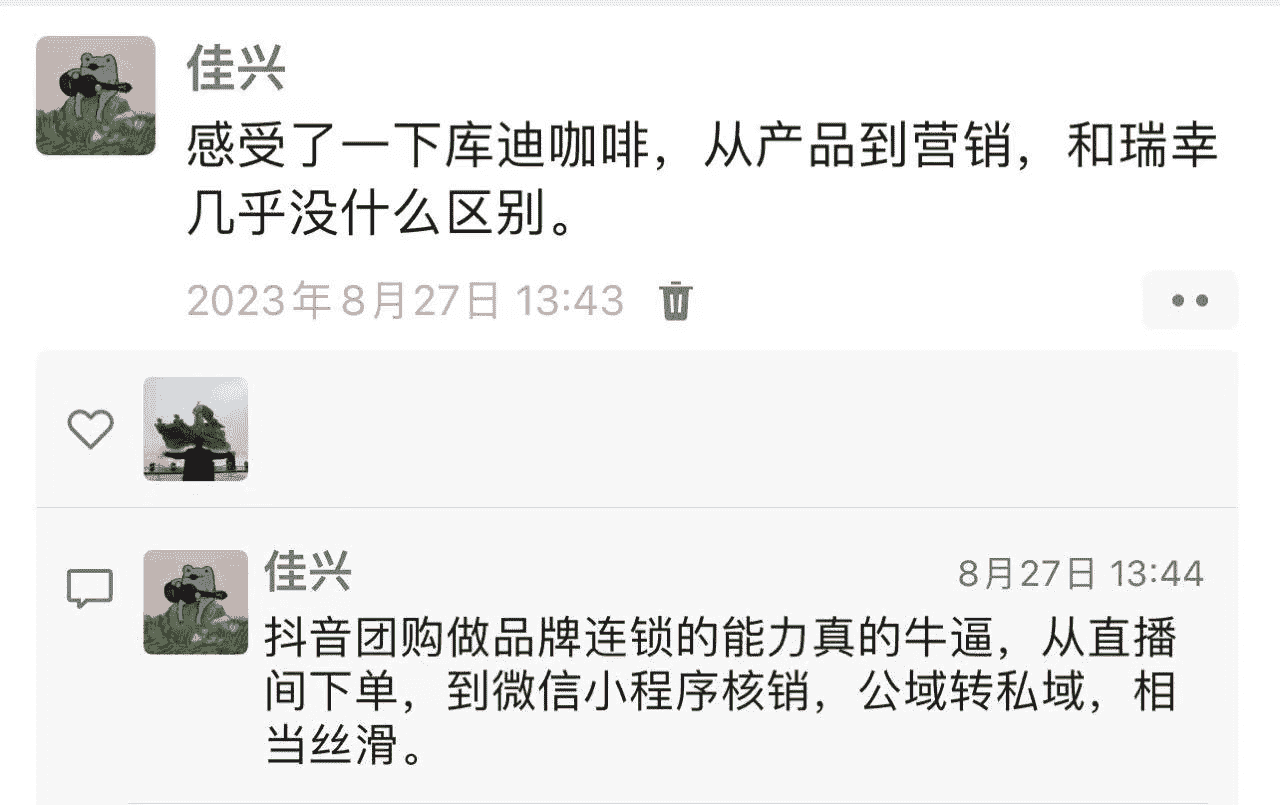 佳兴
感受了一下库迪咖啡，从产品到营销，和瑞幸
几乎没什么区别。
2023年8月27日 13:43
佳兴
8月27日 13:44
抖音团购做品牌连锁的能力真的牛逼，从直播
间下单，到微信小程序核销，公域转私域，相
当丝滑。